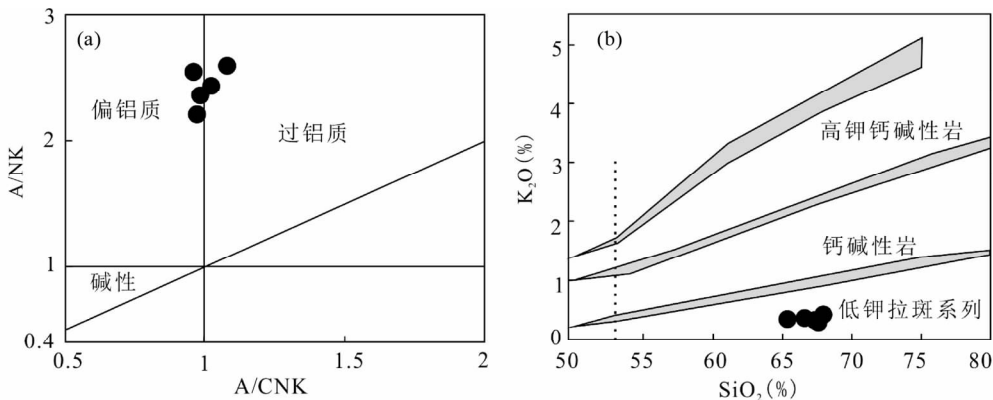 (a)
3
2
1
0.4
A/NK
偏铝质
过铝质
碱性
0.5
1
1.5
2
A/CNK
(b)
5
4
3
2
1
0
K₂O(%)
高钾钙碱性岩
钙碱性岩
低钾拉斑系列
50
55
60
65
70
75
80
SiO₂(%)